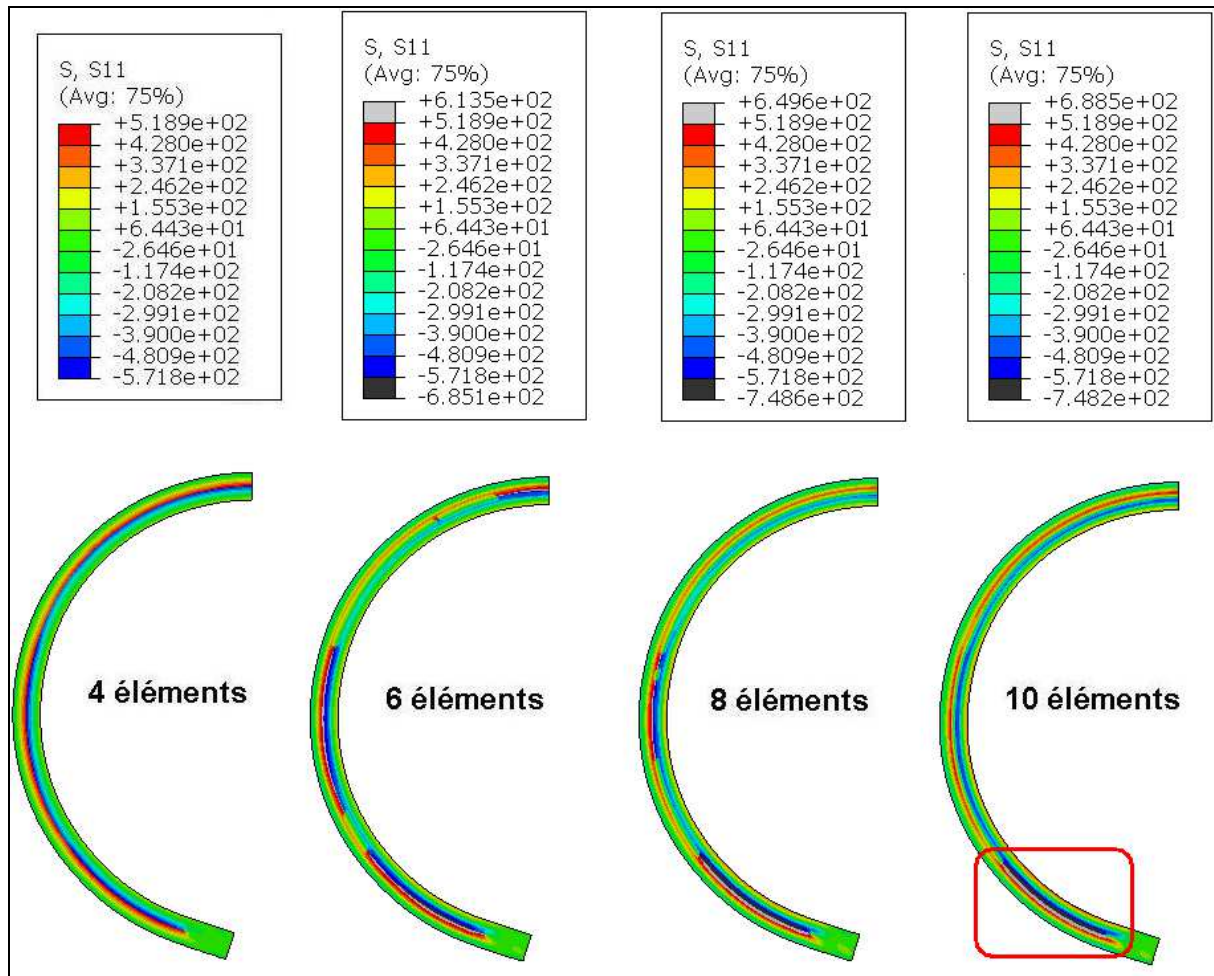 S, S11
(Avg: 75%)
+5.189e+02
+4.280e+02
+3.371e+02
+2.462e+02
+1.553e+02
+6.443e+01
-2.646e+01
-1.174e+02
-2.082e+02
-2.991e+02
-3.900e+02
-4.809e+02
-5.718e+02
S, S11
(Avg: 75%)
+6.135e+02
+5.189e+02
+4.280e+02
+3.371e+02
+2.462e+02
+1.553e+02
+6.443e+01
-2.646e+01
-1.174e+02
-2.082e+02
-2.991e+02
-3.900e+02
-4.809e+02
-5.718e+02
-6.851e+02
S, S11
(Avg: 75%)
+6.496e+02
+5.189e+02
+4.280e+02
+3.371e+02
+2.462e+02
+1.553e+02
+6.443e+01
-2.646e+01
-1.174e+02
-2.082e+02
-2.991e+02
-3.900e+02
-4.809e+02
-5.718e+02
-7.486e+02
S, S11
(Avg: 75%)
+6.885e+02
+5.189e+02
+4.280e+02
+3.371e+02
+2.462e+02
+1.553e+02
+6.443e+01
-2.646e+01
-1.174e+02
-2.082e+02
-2.991e+02
-3.900e+02
-4.809e+02
-5.718e+02
-7.482e+02
4 éléments
6 éléments
8 éléments
10 éléments